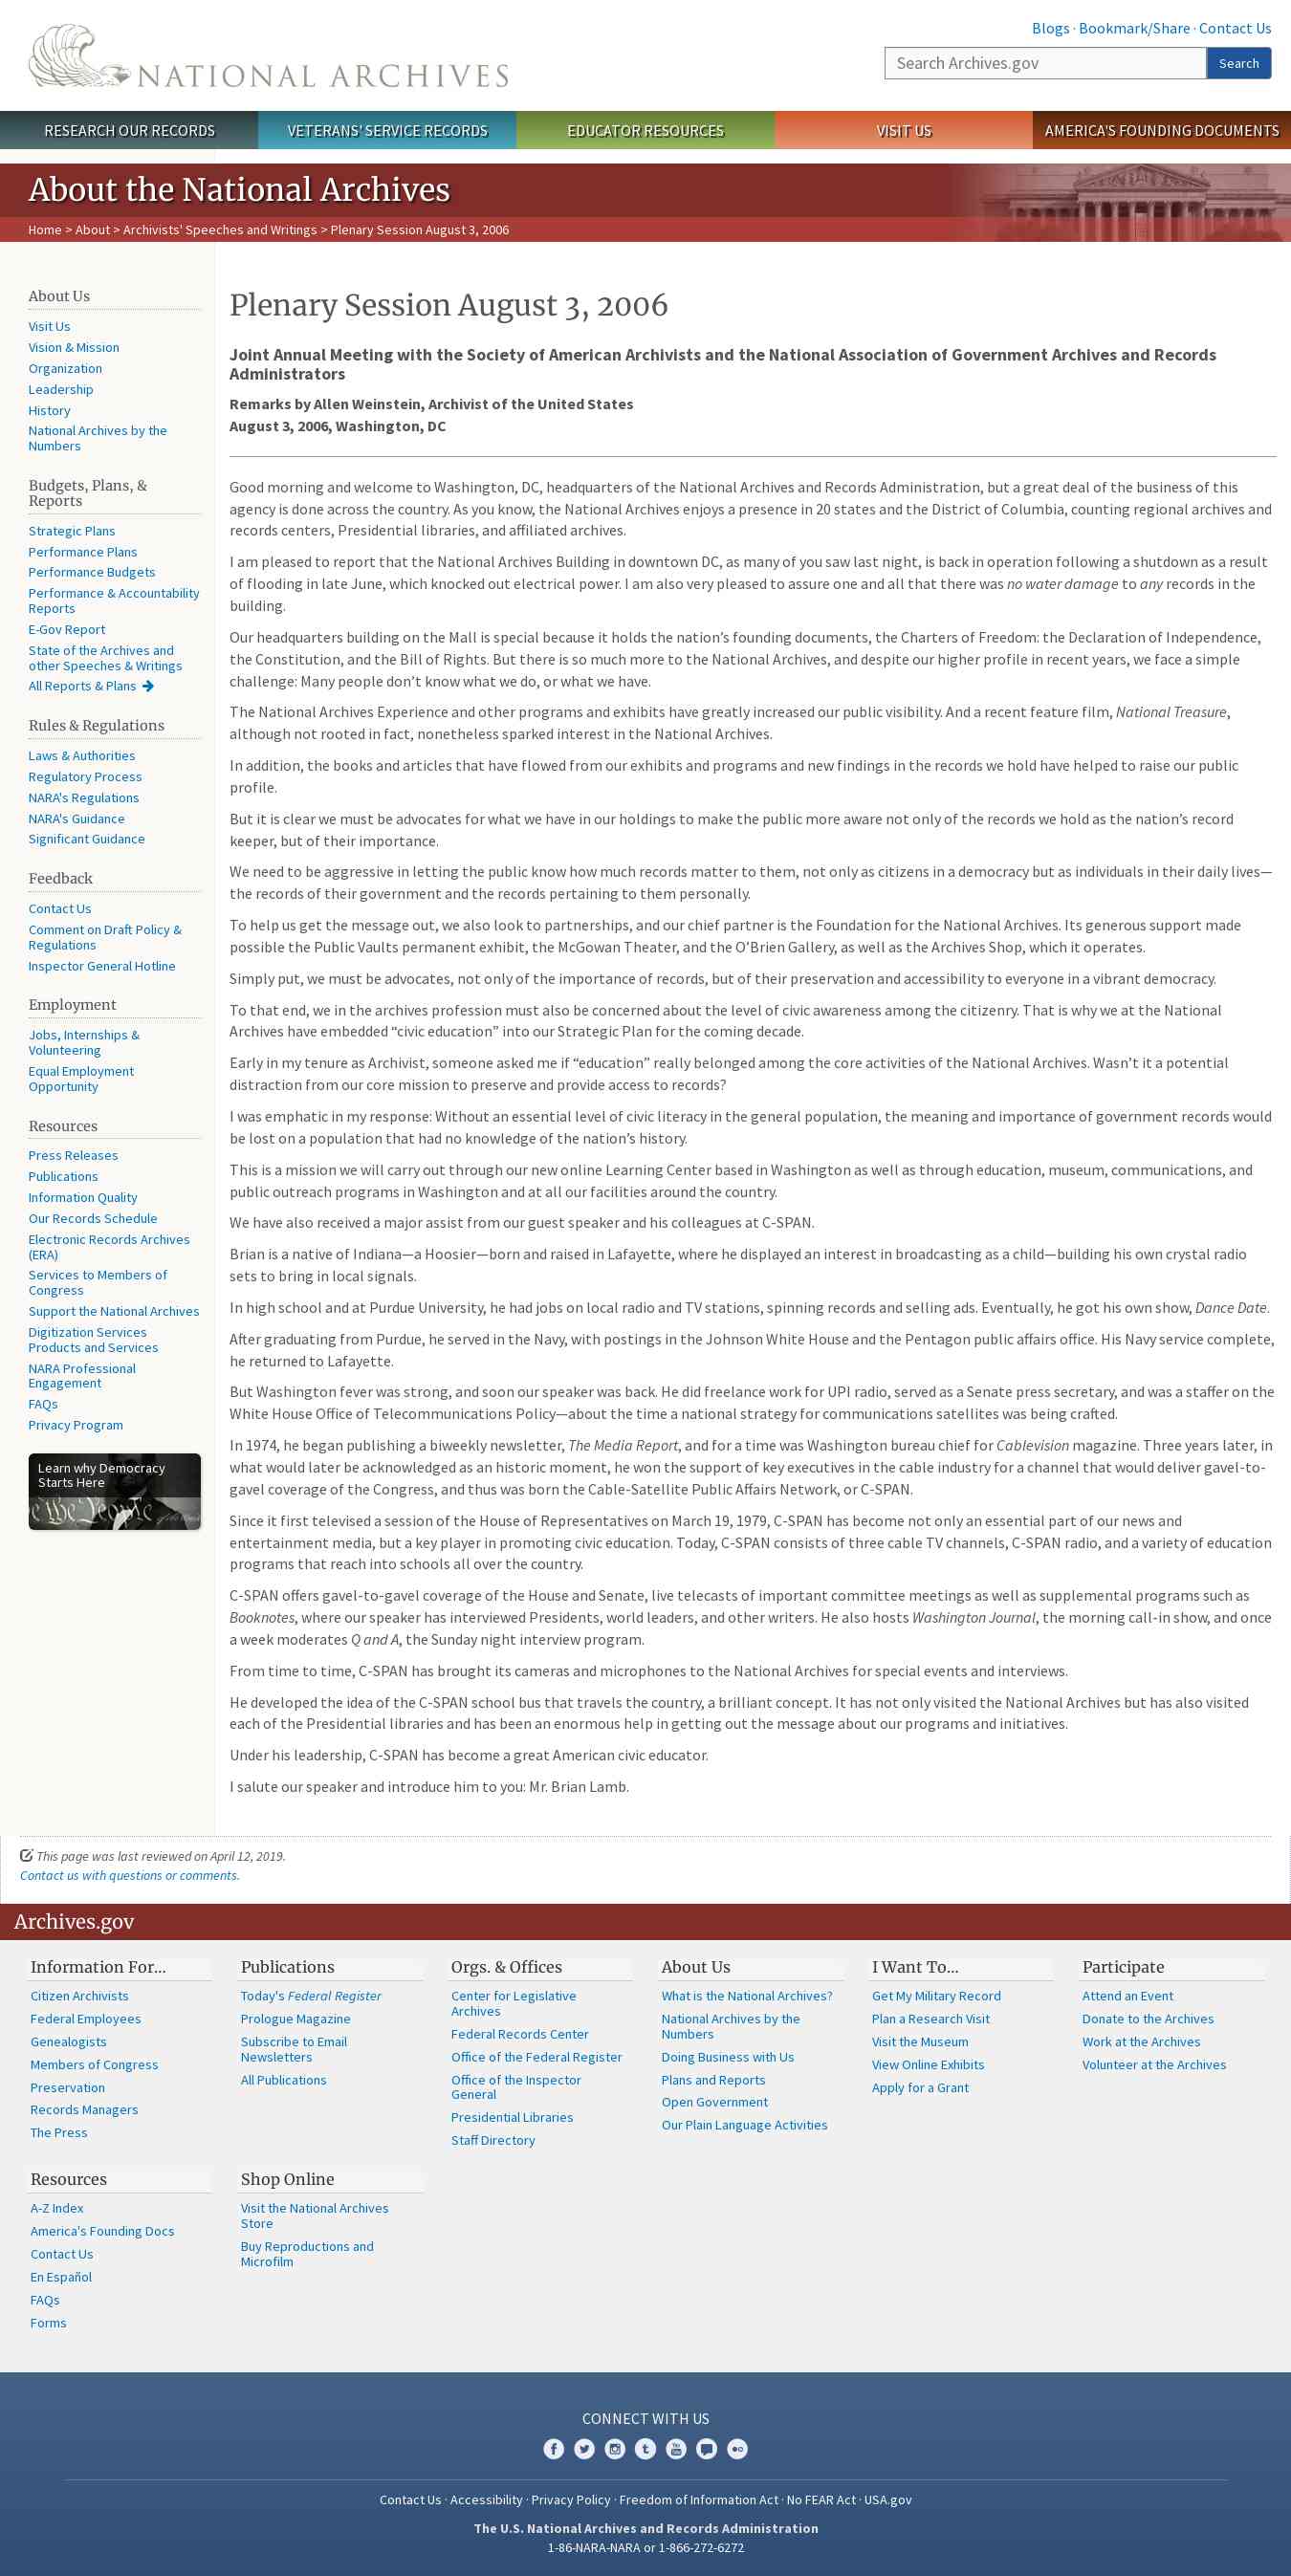 Blogs · Bookmark/Share · Contact Us
NATIONAL ARCHIVES
Search Archives.gov
Search
RESEARCH OUR RECORDS
VETERANS' SERVICE RECORDS
EDUCATOR RESOURCES
VISIT US
AMERICA'S FOUNDING DOCUMENTS
About the National Archives
Home > About > Archivists' Speeches and Writings > Plenary Session August 3, 2006
About Us
Visit Us
Vision & Mission
Organization
Leadership
History
National Archives by the
Numbers
Budgets, Plans, &
Reports
Strategic Plans
Performance Plans
Performance Budgets
Performance & Accountability
Reports
E-Gov Report
State of the Archives and
other Speeches & Writings
All Reports & Plans
Rules & Regulations
Laws & Authorities
Regulatory Process
NARA's Regulations
NARA's Guidance
Significant Guidance
Feedback
Contact Us
Comment on Draft Policy &
Regulations
Inspector General Hotline
Employment
Jobs, Internships &
Volunteering
Equal Employment
Opportunity
Resources
Press Releases
Publications
Information Quality
Our Records Schedule
Electronic Records Archives
(ERA)
Services to Members of
Congress
Support the National Archives
Digitization Services
Products and Services
NARA Professional
Engagement
FAQs
Privacy Program
Learn why Democracy
Starts Here
Plenary Session August 3, 2006
Joint Annual Meeting with the Society of American Archivists and the National Association of Government Archives and Records
Administrators
Remarks by Allen Weinstein, Archivist of the United States
August 3, 2006, Washington, DC
Good morning and welcome to Washington, DC, headquarters of the National Archives and Records Administration, but a great deal of the business of this
agency is done across the country. As you know, the National Archives enjoys a presence in 20 states and the District of Columbia, counting regional archives and
records centers, Presidential libraries, and affiliated archives.
I am pleased to report that the National Archives Building in downtown DC, as many of you saw last night, is back in operation following a shutdown as a result
of flooding in late June, which knocked out electrical power. I am also very pleased to assure one and all that there was no water damage to any records in the
building.
Our headquarters building on the Mall is special because it holds the nation’s founding documents, the Charters of Freedom: the Declaration of Independence,
the Constitution, and the Bill of Rights. But there is so much more to the National Archives, and despite our higher profile in recent years, we face a simple
challenge: Many people don’t know what we do, or what we have.
The National Archives Experience and other programs and exhibits have greatly increased our public visibility. And a recent feature film, National Treasure,
although not rooted in fact, nonetheless sparked interest in the National Archives.
In addition, the books and articles that have flowed from our exhibits and programs and new findings in the records we hold have helped to raise our public
profile.
But it is clear we must be advocates for what we have in our holdings to make the public more aware not only of the records we hold as the nation’s record
keeper, but of their importance.
We need to be aggressive in letting the public know how much records matter to them, not only as citizens in a democracy but as individuals in their daily lives—
the records of their government and the records pertaining to them personally.
To help us get the message out, we also look to partnerships, and our chief partner is the Foundation for the National Archives. Its generous support made
possible the Public Vaults permanent exhibit, the McGowan Theater, and the O’Brien Gallery, as well as the Archives Shop, which it operates.
Simply put, we must be advocates, not only of the importance of records, but of their preservation and accessibility to everyone in a vibrant democracy.
To that end, we in the archives profession must also be concerned about the level of civic awareness among the citizenry. That is why we at the National
Archives have embedded “civic education” into our Strategic Plan for the coming decade.
Early in my tenure as Archivist, someone asked me if “education” really belonged among the core activities of the National Archives. Wasn’t it a potential
distraction from our core mission to preserve and provide access to records?
I was emphatic in my response: Without an essential level of civic literacy in the general population, the meaning and importance of government records would
be lost on a population that had no knowledge of the nation’s history.
This is a mission we will carry out through our new online Learning Center based in Washington as well as through education, museum, communications, and
public outreach programs in Washington and at all our facilities around the country.
We have also received a major assist from our guest speaker and his colleagues at C-SPAN.
Brian is a native of Indiana—a Hoosier—born and raised in Lafayette, where he displayed an interest in broadcasting as a child—building his own crystal radio
sets to bring in local signals.
In high school and at Purdue University, he had jobs on local radio and TV stations, spinning records and selling ads. Eventually, he got his own show, Dance Date.
After graduating from Purdue, he served in the Navy, with postings in the Johnson White House and the Pentagon public affairs office. His Navy service complete,
he returned to Lafayette.
But Washington fever was strong, and soon our speaker was back. He did freelance work for UPI radio, served as a Senate press secretary, and was a staffer on the
White House Office of Telecommunications Policy—about the time a national strategy for communications satellites was being crafted.
In 1974, he began publishing a biweekly newsletter, The Media Report, and for a time was Washington bureau chief for Cablevision magazine. Three years later, in
what would later be acknowledged as an historic moment, he won the support of key executives in the cable industry for a channel that would deliver gavel-to-
gavel coverage of the Congress, and thus was born the Cable-Satellite Public Affairs Network, or C-SPAN.
Since it first televised a session of the House of Representatives on March 19, 1979, C-SPAN has become not only an essential part of our news and
entertainment media, but a key player in promoting civic education. Today, C-SPAN consists of three cable TV channels, C-SPAN radio, and a variety of education
programs that reach into schools all over the country.
C-SPAN offers gavel-to-gavel coverage of the House and Senate, live telecasts of important committee meetings as well as supplemental programs such as
Booknotes, where our speaker has interviewed Presidents, world leaders, and other writers. He also hosts Washington Journal, the morning call-in show, and once
a week moderates Q and A, the Sunday night interview program.
From time to time, C-SPAN has brought its cameras and microphones to the National Archives for special events and interviews.
He developed the idea of the C-SPAN school bus that travels the country, a brilliant concept. It has not only visited the National Archives but has also visited
each of the Presidential libraries and has been an enormous help in getting out the message about our programs and initiatives.
Under his leadership, C-SPAN has become a great American civic educator.
I salute our speaker and introduce him to you: Mr. Brian Lamb.
This page was last reviewed on April 12, 2019.
Contact us with questions or comments.
Archives.gov
Information For…
Citizen Archivists
Federal Employees
Genealogists
Members of Congress
Preservation
Records Managers
The Press
Publications
Today's Federal Register
Prologue Magazine
Subscribe to Email
Newsletters
All Publications
Orgs. & Offices
Center for Legislative
Archives
Federal Records Center
Office of the Federal Register
Office of the Inspector
General
Presidential Libraries
Staff Directory
About Us
What is the National Archives?
National Archives by the
Numbers
Doing Business with Us
Plans and Reports
Open Government
Our Plain Language Activities
I Want To…
Get My Military Record
Plan a Research Visit
Visit the Museum
View Online Exhibits
Apply for a Grant
Participate
Attend an Event
Donate to the Archives
Work at the Archives
Volunteer at the Archives
Resources
A-Z Index
America's Founding Docs
Contact Us
En Español
FAQs
Forms
Shop Online
Visit the National Archives
Store
Buy Reproductions and
Microfilm
CONNECT WITH US
Contact Us · Accessibility · Privacy Policy · Freedom of Information Act · No FEAR Act · USA.gov
The U.S. National Archives and Records Administration
1-86-NARA-NARA or 1-866-272-6272